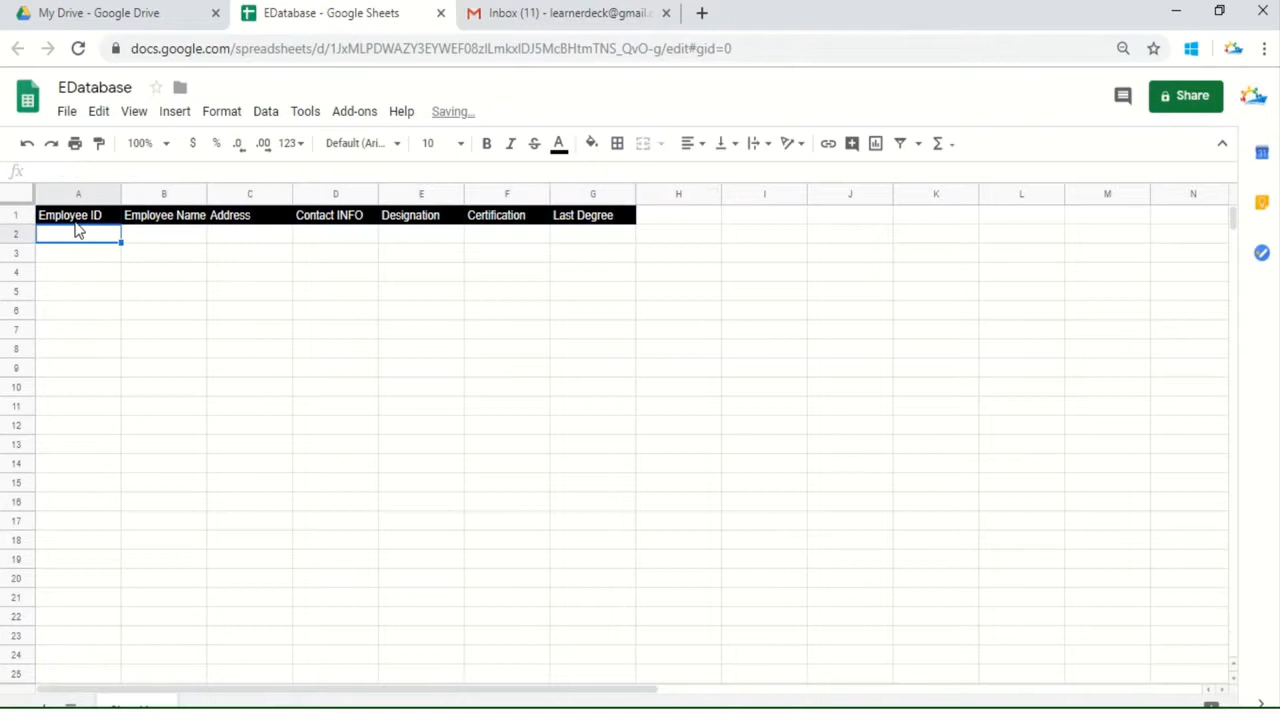 My Drive - Google Drive
EDatabase - Google Sheets
Inbox (11) - learnerdeck@gmail.c
docs.google.com/spreadsheets/d/1JxMLPDWAZY3EYWEF08zlLmkxlDJ5McBHtmTNS_QvO-g/edit#gid=0
EDatabase
File Edit View Insert Format Data Tools Add-ons Help Saving...
Share
100% $ % .0 .00 123 Default (Ari... 10 B I S A Σ
fx
A B C D E F G H I J K L M N
1 Employee ID Employee Name Address Contact INFO Designation Certification Last Degree
2
3
4
5
6
7
8
9
10
11
12
13
14
15
16
17
18
19
20
21
22
23
24
25